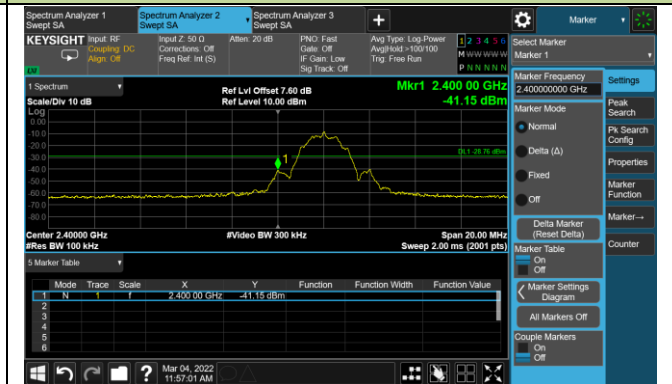 Spectrum Analyzer 1
Swept SA
Spectrum Analyzer 2
Swept SA
Spectrum Analyzer 3
Swept SA
+
Marker
KEYSIGHT
Input: RF
Coupling: DC
Align: Off
Input Z: 50 Ω
Corrections: Off
Freq Ref: Int (S)
Atten: 20 dB
PNO: Fast
Gate: Off
IF Gain: Low
Sig Track: Off
Avg Type: Log-Power
Avg|Hold:>100/100
Trig: Free Run
1 2 3 4 5 6
M W W W W W
P N N N N N
LXI
Select Marker
Marker 1
1 Spectrum
Scale/Div 10 dB
Log
Ref Lvl Offset 7.60 dB
Ref Level 10.00 dBm
Mkr1 2.400 00 GHz
-41.15 dBm
0.00
-10.0
-20.0
-30.0
-40.0
-50.0
-60.0
-70.0
-80.0
1
DL1 -28.76 dBm
Center 2.40000 GHz
#Res BW 100 kHz
#Video BW 300 kHz
Span 20.00 MHz
Sweep 2.00 ms (2001 pts)
5 Marker Table
Mode Trace Scale X Y Function Function Width Function Value
1 N 1 f 2.400 00 GHz -41.15 dBm
2
3
4
5
6
Marker Frequency
2.400000000 GHz
Marker Mode
Normal
Delta (Δ)
Fixed
Off
Delta Marker
(Reset Delta)
Marker Table
On
Off
Marker Settings
Diagram
All Markers Off
Couple Markers
On
Off
Settings
Peak
Search
Pk Search
Config
Properties
Marker
Function
Marker→
Counter
?
Mar 04, 2022
11:57:01 AM